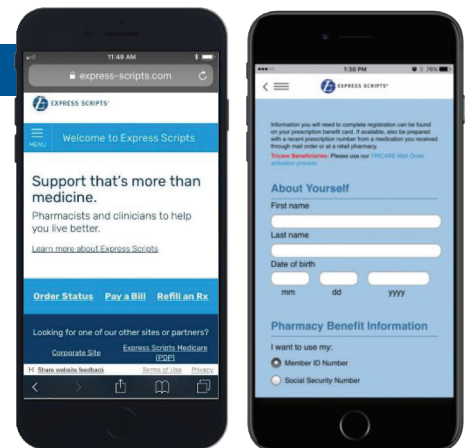 11:49 AM
express-scripts.com
EXPRESS SCRIPTS®
MENU
Welcome to Express Scripts
Support that's more than
medicine.
Pharmacists and clinicians to help
you live better.
Learn more about Express Scripts
Order Status Pay a Bill Refill an Rx
Looking for one of our other sites or partners?
Corporate Site Express Scripts Medicare
(PDP)
Share website feedback Terms of Use Privacy
1:35 PM 76%
EXPRESS SCRIPTS®
Information you will need to complete registration can be found
on your prescription benefit card. If available, also be prepared
with a recent prescription number from a medication you received
through mail order or at a retail pharmacy.
Tricare Beneficiaries: Please use our TRICARE Mail Order
activation process
About Yourself
First name
Last name
Date of birth
mm dd yyyy
Pharmacy Benefit Information
I want to use my:
Member ID Number
Social Security Number